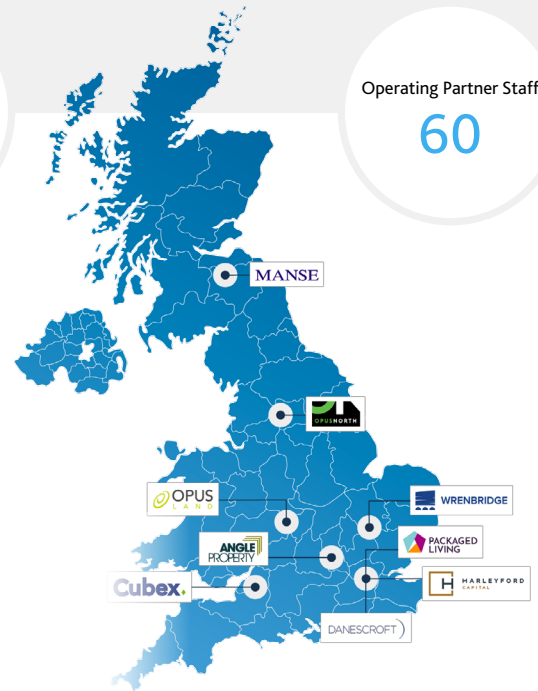 Operating Partner Staff
60
MANSE
OPUSNORTH
OPUS
LAND
WRENBRIDGE
ANGLE
PROPERTY
PACKAGED
LIVING
Cubex.
HARLEYFORD
CAPITAL
DANESCROFT